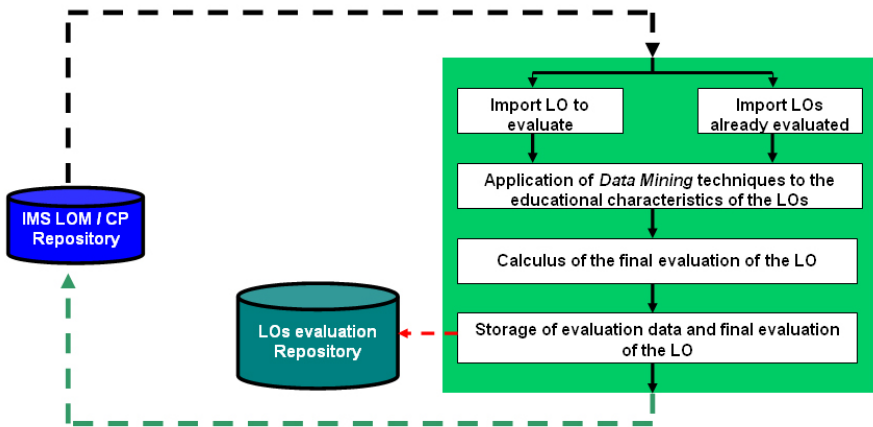 Import LO to
evaluate
Import LOs
already evaluated
Application of Data Mining techniques to the
educational characteristics of the LOs
IMS LOM / CP
Repository
Calculus of the final evaluation of the LO
LOs evaluation
Repository
Storage of evaluation data and final evaluation
of the LO